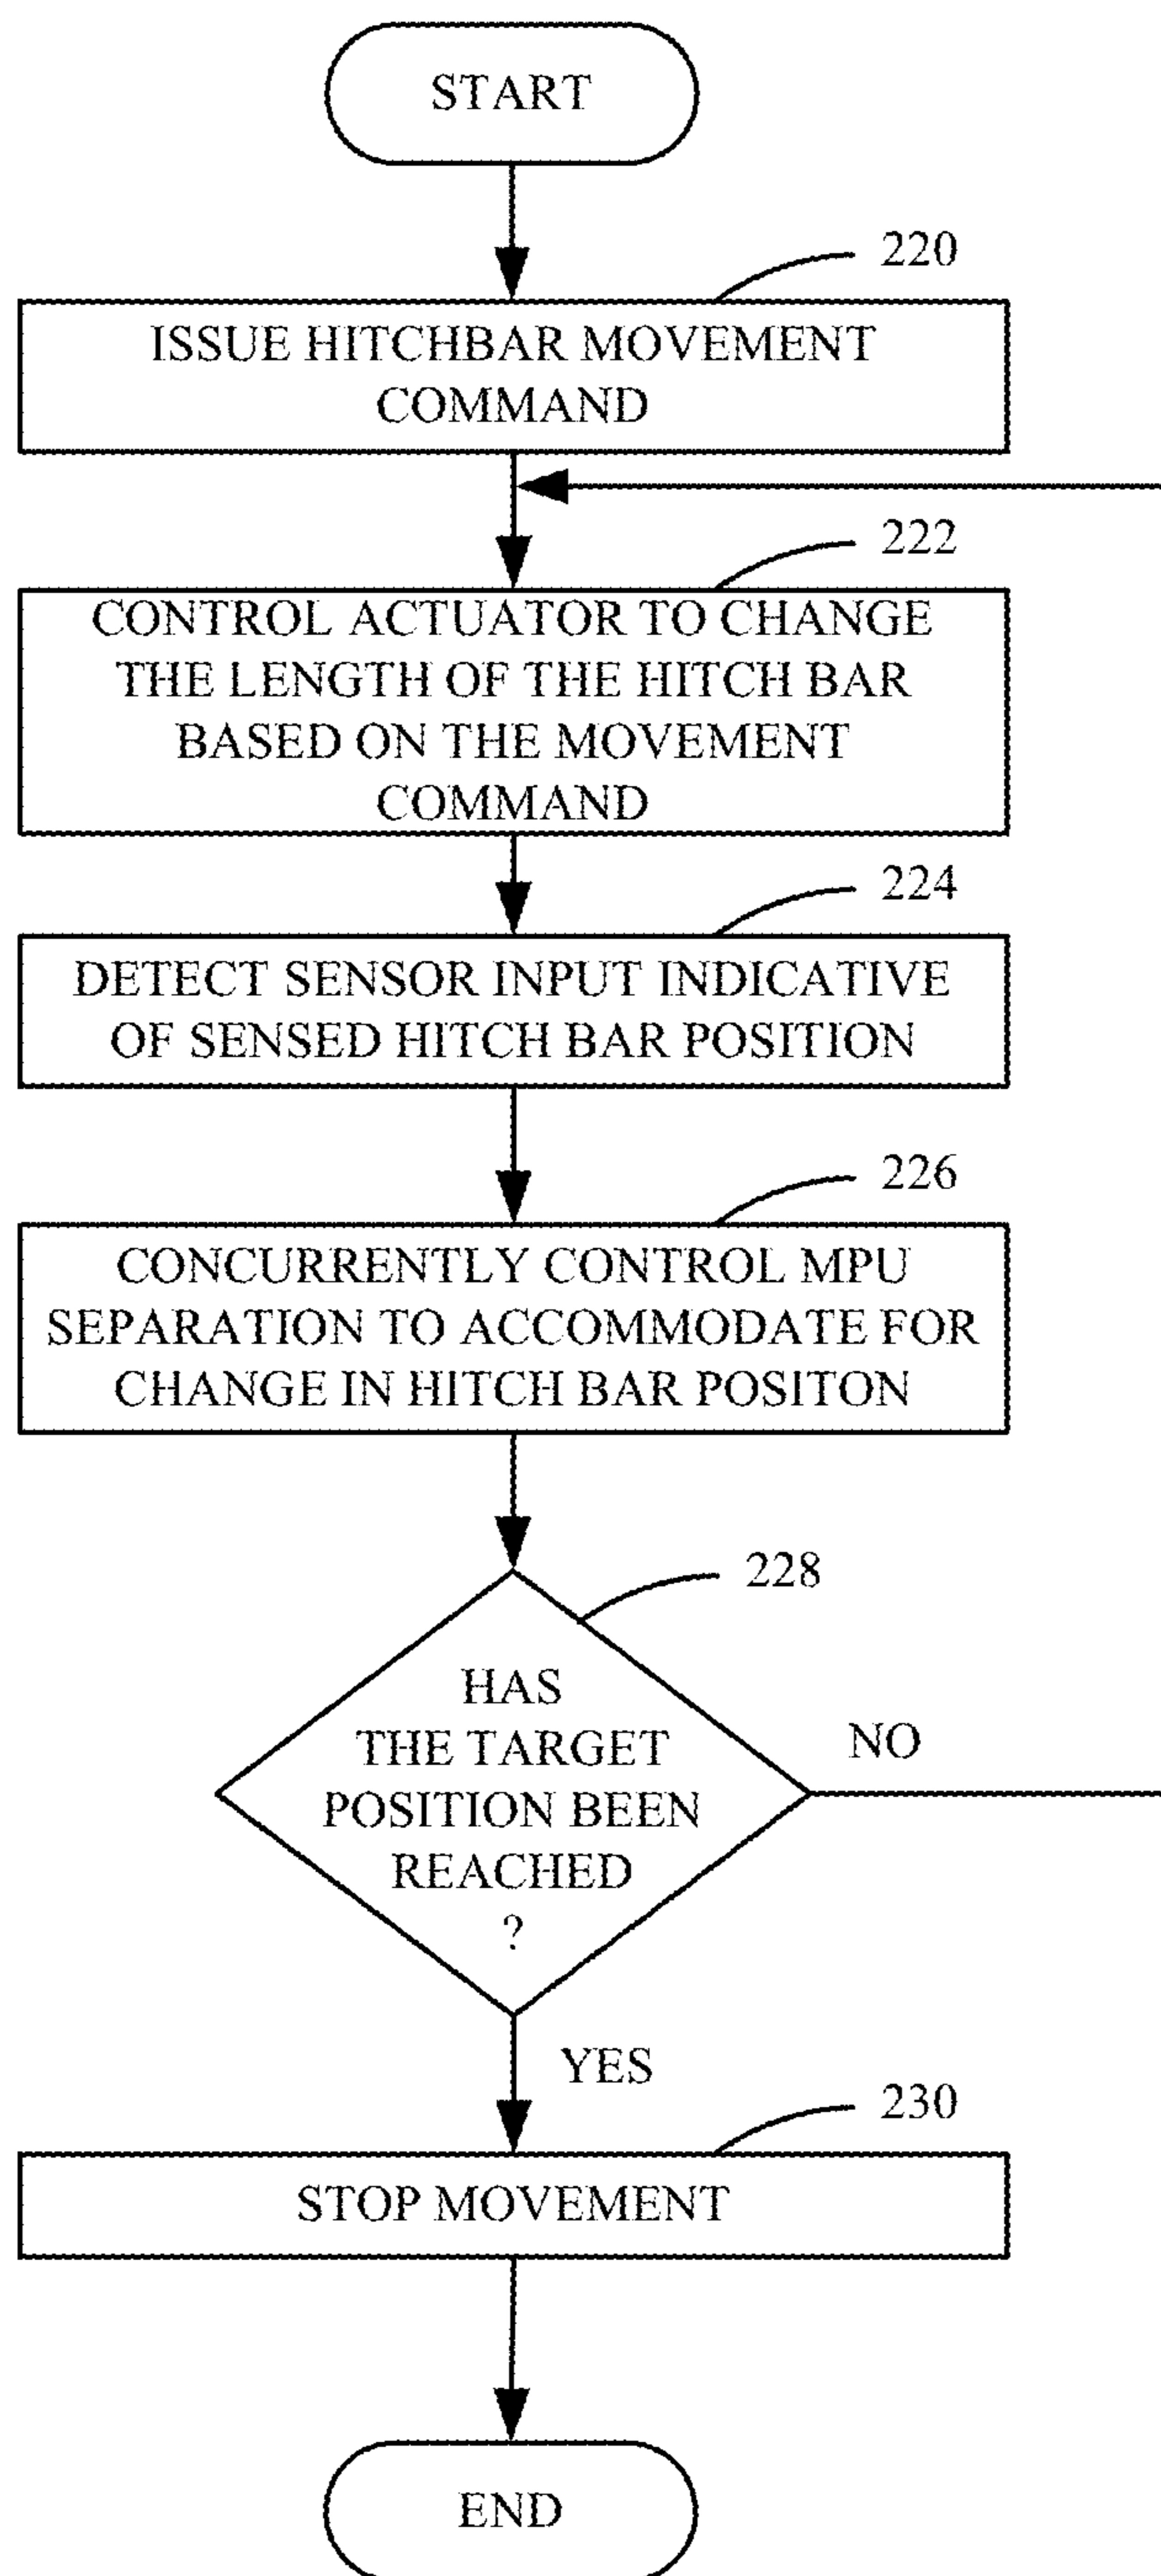 START
220
ISSUE HITCHBAR MOVEMENT
COMMAND
222
CONTROL ACTUATOR TO CHANGE
THE LENGTH OF THE HITCH BAR
BASED ON THE MOVEMENT
COMMAND
224
DETECT SENSOR INPUT INDICATIVE
OF SENSED HITCH BAR POSITION
226
CONCURRENTLY CONTROL MPU
SEPARATION TO ACCOMMODATE FOR
CHANGE IN HITCH BAR POSITON
228
HAS
THE TARGET
POSITION BEEN
REACHED
?
NO
YES
230
STOP MOVEMENT
END